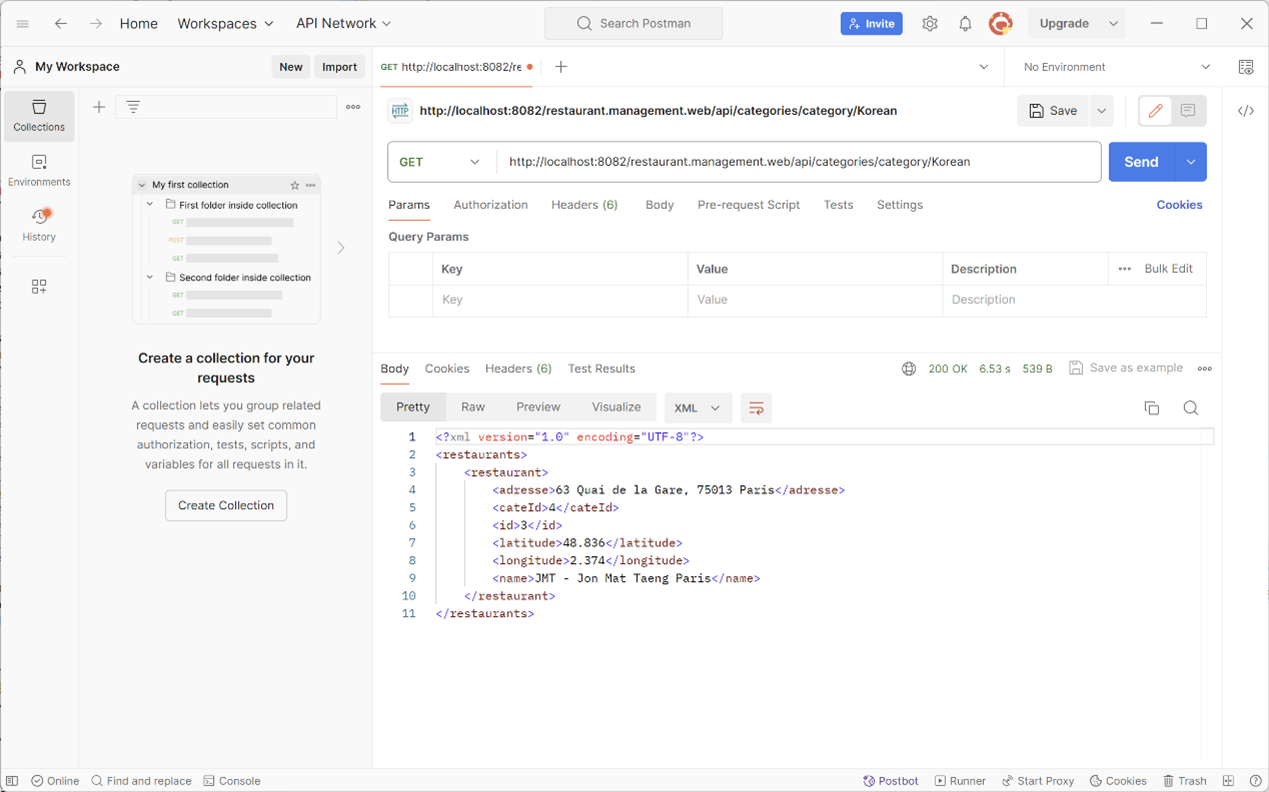 Home Workspaces API Network Search Postman Invite Upgrade
My Workspace New Import GET http://localhost:8082/re No Environment
Collections
Environments
History
My first collection
First folder inside collection
GET
POST
GET
Second folder inside collection
GET
GET
Create a collection for your
requests
A collection lets you group related
requests and easily set common
authorization, tests, scripts, and
variables for all requests in it.
Create Collection
HTTP http://localhost:8082/restaurant.management.web/api/categories/category/Korean Save
GET http://localhost:8082/restaurant.management.web/api/categories/category/Korean Send
Params Authorization Headers (6) Body Pre-request Script Tests Settings Cookies
Query Params
Key Value Description Bulk Edit
Key Value Description
Body Cookies Headers (6) Test Results 200 OK 6.53 s 539 B Save as example
Pretty Raw Preview Visualize XML
1 <?xml version="1.0" encoding="UTF-8"?>
2 <restaurants>
3 <restaurant>
4 <adresse>63 Quai de la Gare, 75013 Paris</adresse>
5 <cateId>4</cateId>
6 <id>3</id>
7 <latitude>48.836</latitude>
8 <longitude>2.374</longitude>
9 <name>JMT - Jon Mat Taeng Paris</name>
10 </restaurant>
11 </restaurants>
Online Find and replace Console Postbot Runner Start Proxy Cookies Trash